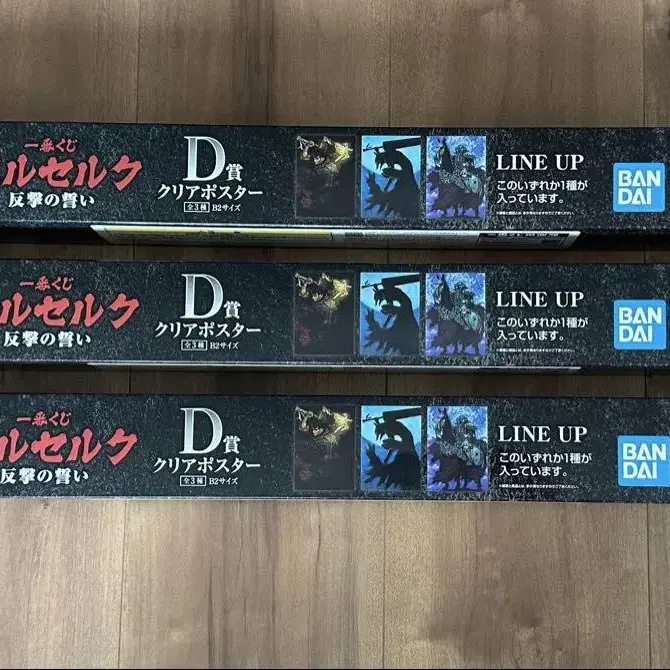 一番くじ
ルセルク
反撃の誓い
D賞
クリアポスター
全3種 B2サイズ
LINE UP
このいずれか1種が
入っています。
BAN
DAI
一番くじ
ルセルク
反撃の誓い
D賞
クリアポスター
全3種 B2サイズ
LINE UP
このいずれか1種が
入っています。
BAN
DAI
一番くじ
ルセルク
反撃の誓い
D賞
クリアポスター
全3種 B2サイズ
LINE UP
このいずれか1種が
入っています。
BAN
DAI